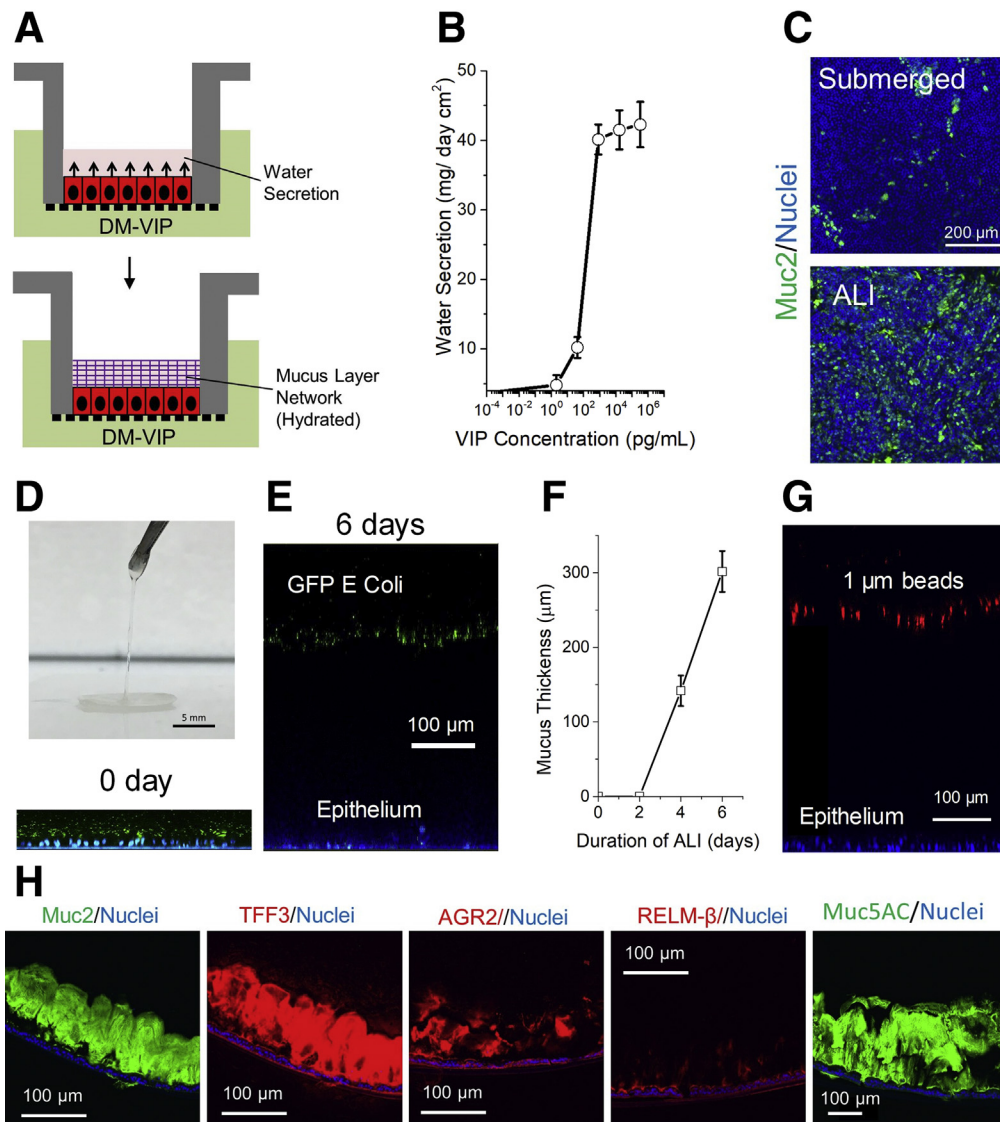 A
Water
Secretion
DM-VIP
Mucus Layer
Network
(Hydrated)
DM-VIP
B
Water Secretion (mg/ day cm²)
50
40
30
20
10
10⁻⁴ 10⁻² 10⁰ 10² 10⁴ 10⁶
VIP Concentration (pg/mL)
C
Muc2/Nuclei
Submerged
200 µm
ALI
D
5 mm
0 day
E
6 days
GFP E Coli
100 µm
Epithelium
F
Mucus Thickenss (µm)
300
200
100
0
0 2 4 6
Duration of ALI (days)
G
1 µm beads
100 µm
Epithelium
H
Muc2/Nuclei
100 µm
TFF3/Nuclei
100 µm
AGR2//Nuclei
100 µm
RELM-β//Nuclei
100 µm
Muc5AC/Nuclei
100 µm